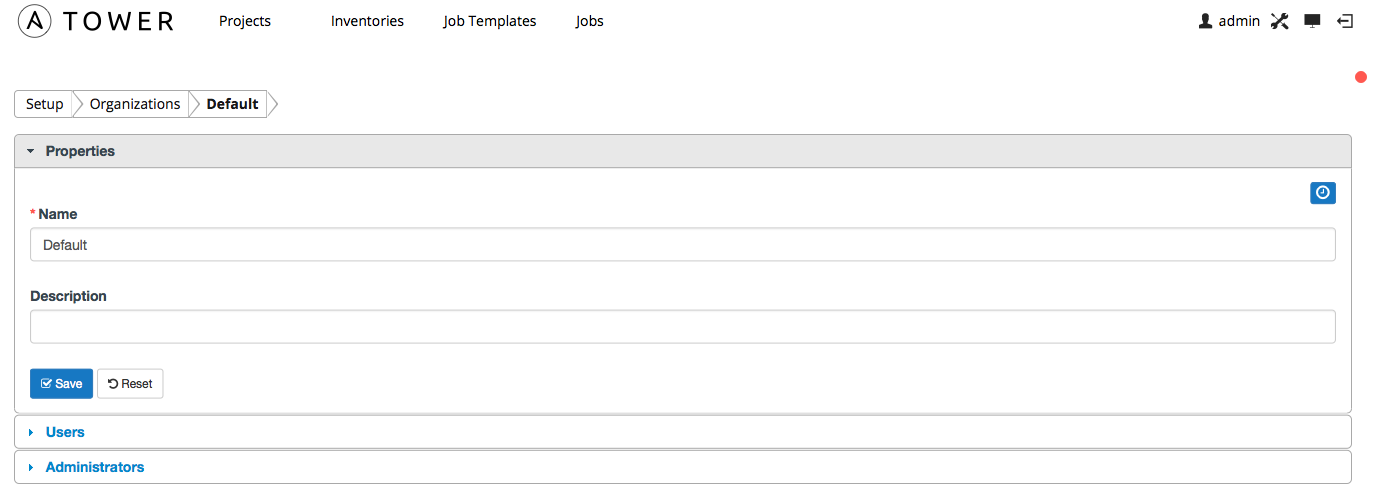 TOWER Projects Inventories Job Templates Jobs admin
Setup Organizations Default
Properties
* Name
Default
Description
Save Reset
Users
Administrators